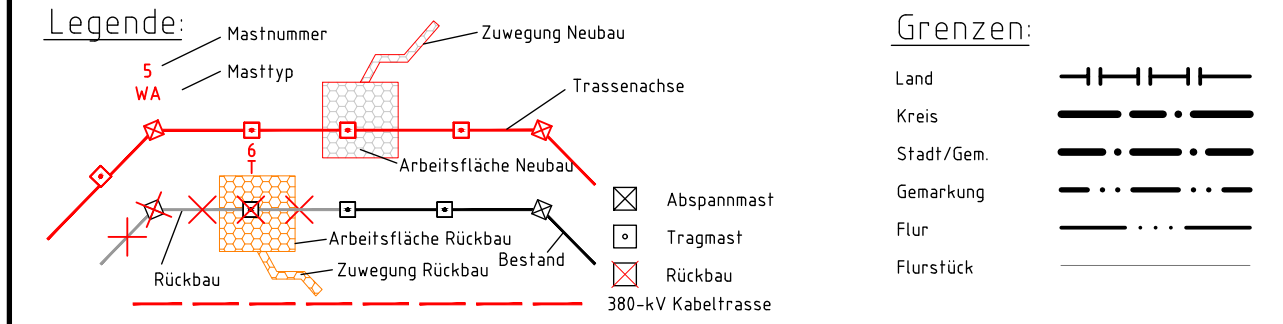 Legende:
Mastnummer
Zuwegung Neubau
5
Masttyp
WA
Trassenachse
6
T
Arbeitsfläche Neubau
Abspannmast
Arbeitsfläche Rückbau
Tragmast
Bestand
Zuwegung Rückbau
Rückbau
Rückbau
380-kV Kabeltrasse
Grenzen:
Land
Kreis
Stadt/Gem.
Gemarkung
Flur
Flurstück